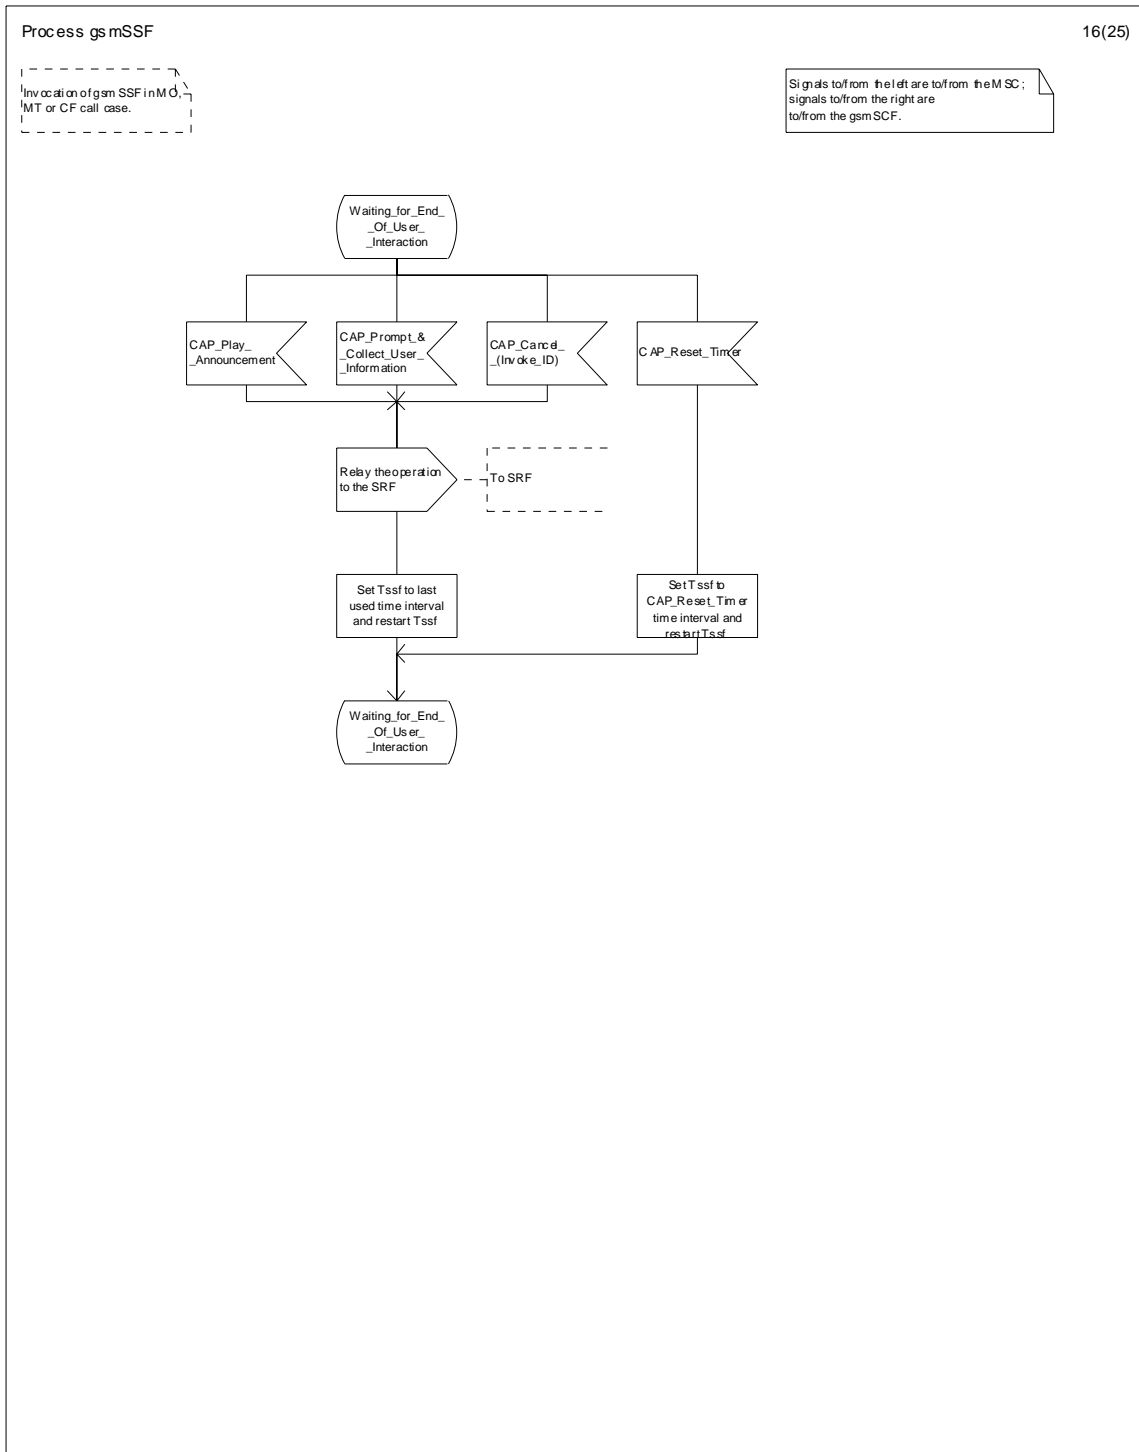 Process gsmSSF
16(25)
Invocation of gsmSSF in MO,
MT or CF call case.
Signals to/from the left are to/from the MSC;
signals to/from the right are
to/from the gsmSCF.
Waiting_for_End_
_Of_User_
_Interaction
CAP_Play_
_Announcement
CAP_Prompt_&
_Collect_User_
_Information
CAP_Cancel_
_(Invoke_ID)
CAP_Reset_Timer
Relay the operation
to the SRF
To SRF
Set Tssf to last
used time interval
and restart Tssf
Set Tssf to
CAP_Reset_Timer
time interval and
restart Tssf
Waiting_for_End_
_Of_User_
_Interaction